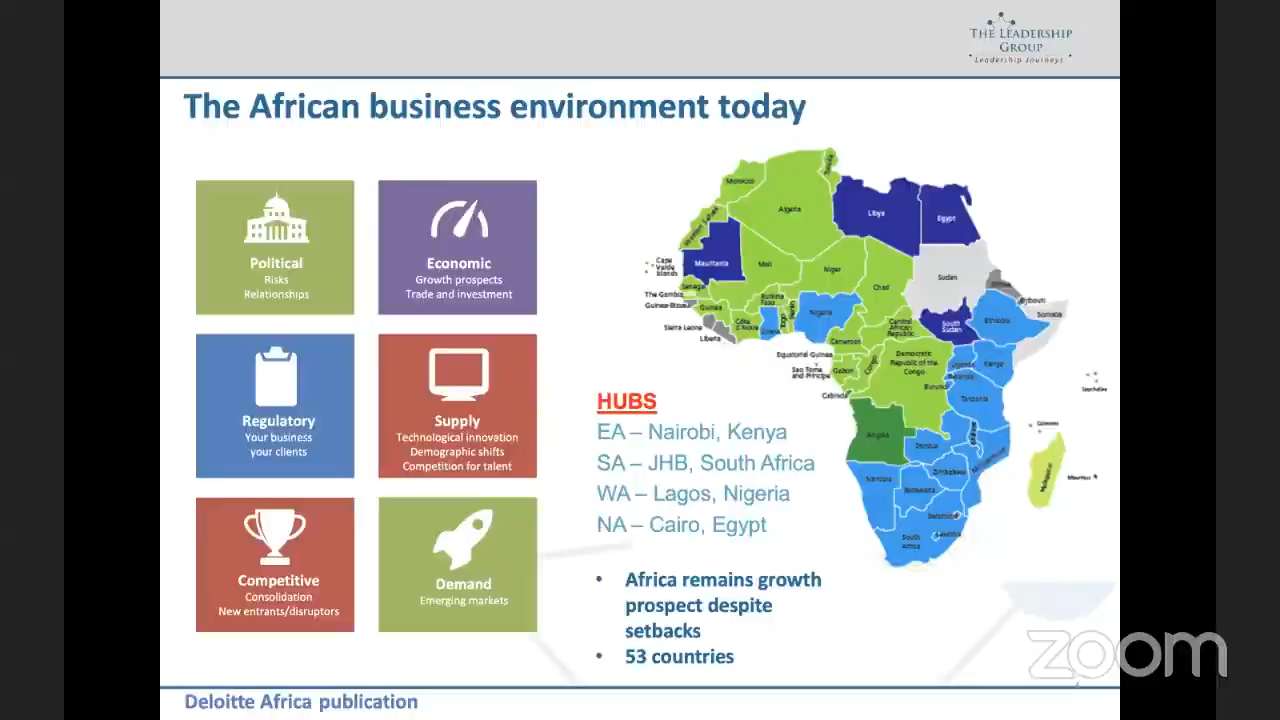 THE LEADERSHIP
GROUP
Leadership Journeys
The African business environment today
Political
Risks
Relationships
Economic
Growth prospects
Trade and investment
Regulatory
Your business
your clients
Supply
Technological innovation
Demographic shifts
Competition for talent
Competitive
Consolidation
New entrants/disruptors
Demand
Emerging markets
HUBS
EA – Nairobi, Kenya
SA – JHB, South Africa
WA – Lagos, Nigeria
NA – Cairo, Egypt
• Africa remains growth
prospect despite
setbacks
• 53 countries
Morocco
Algeria
Libya
Egypt
Mauritania
Mali
Niger
Chad
Sudan
Cape
Verde
Islands
Senegal
The Gambia
Guinea-Bissau
Guinea
Sierra Leone
Liberia
Côte
Burkina
Faso
Togo
Benin
Nigeria
Cameroon
Central
African
Republic
South
Sudan
Ethiopia
Djibouti
Somalia
Equatorial Guinea
Sao Tome
and Principe
Gabon
Congo
Democratic
Republic of the
Congo
Uganda
Kenya
Burundi
Tanzania
Cabinda
Seychelles
Comoros
Angola
Zambia
Zimbabwe
Namibia
Botswana
Swaziland
Lesotho
South
Africa
Madagascar
Mauritius
zoom
Deloitte Africa publication